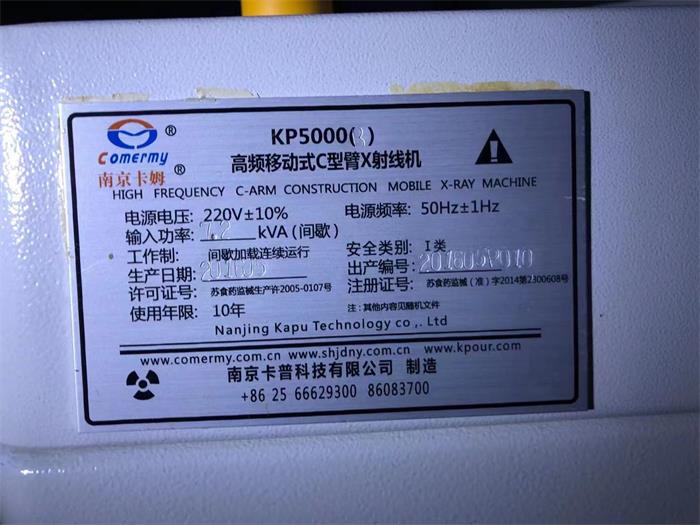 Comermy®
南京卡姆®
KP5000( )
高频移动式C型臂X射线机
HIGH FREQUENCY C-ARM CONSTRUCTION MOBILE X-RAY MACHINE
电源电压: 220V±10% 电源频率: 50Hz±1Hz
输入功率: 7.2 kVA (间歇)
工作制: 间歇加载连续运行 安全类别: I 类
生产日期: 201605 出产编号:
许可证号: 苏食药监械生产许2005-0107号 注册证号: 苏食药监械（准）字2014第2300608号
使用年限: 10年 注:其他内容见随机文件
Nanjing Kapu Technology co,. Ltd
www.comermy.com.cn www.shjdny.com.cn www.kpour.com
南京卡普科技有限公司 制造
+86 25 66629300 86083700